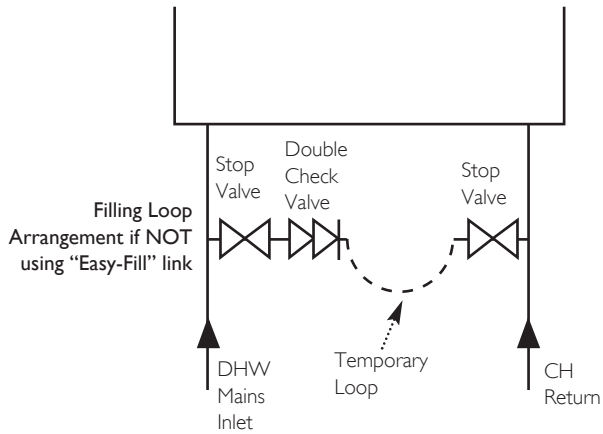 Stop
Valve
Double
Check
Valve
Stop
Valve
Filling Loop
Arrangement if NOT
using “Easy-Fill” link
Temporary
Loop
DHW
Mains
Inlet
CH
Return